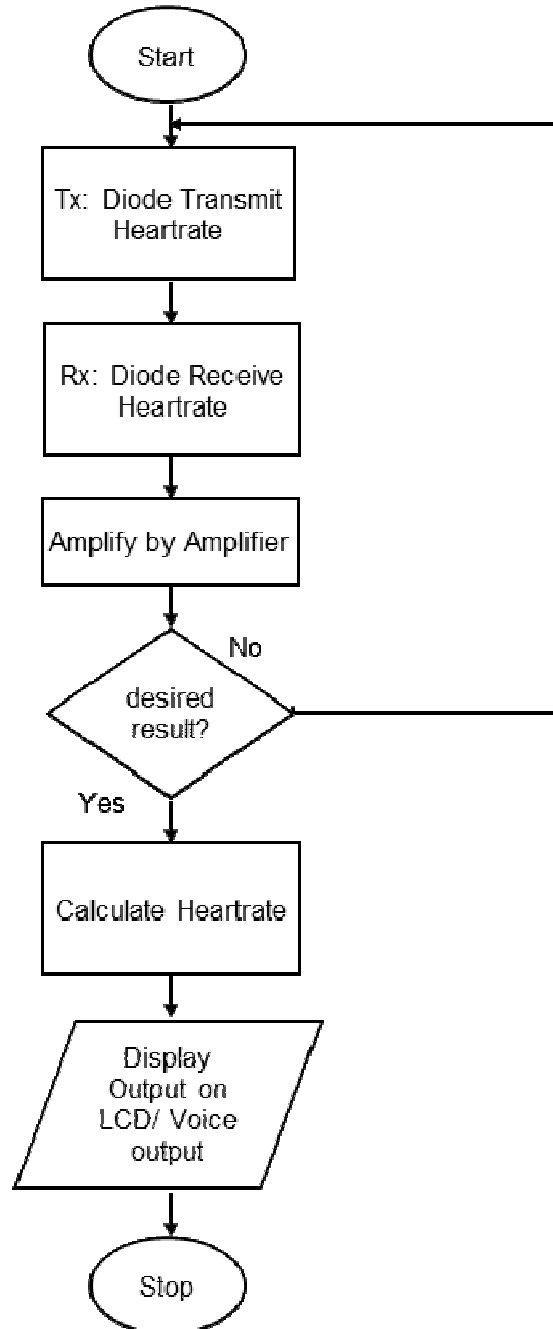 Start
Tx: Diode Transmit
Heartrate
Rx: Diode Receive
Heartrate
Amplify by Amplifier
No
desired
result?
Yes
Calculate Heartrate
Display
Output on
LCD/ Voice
output
Stop